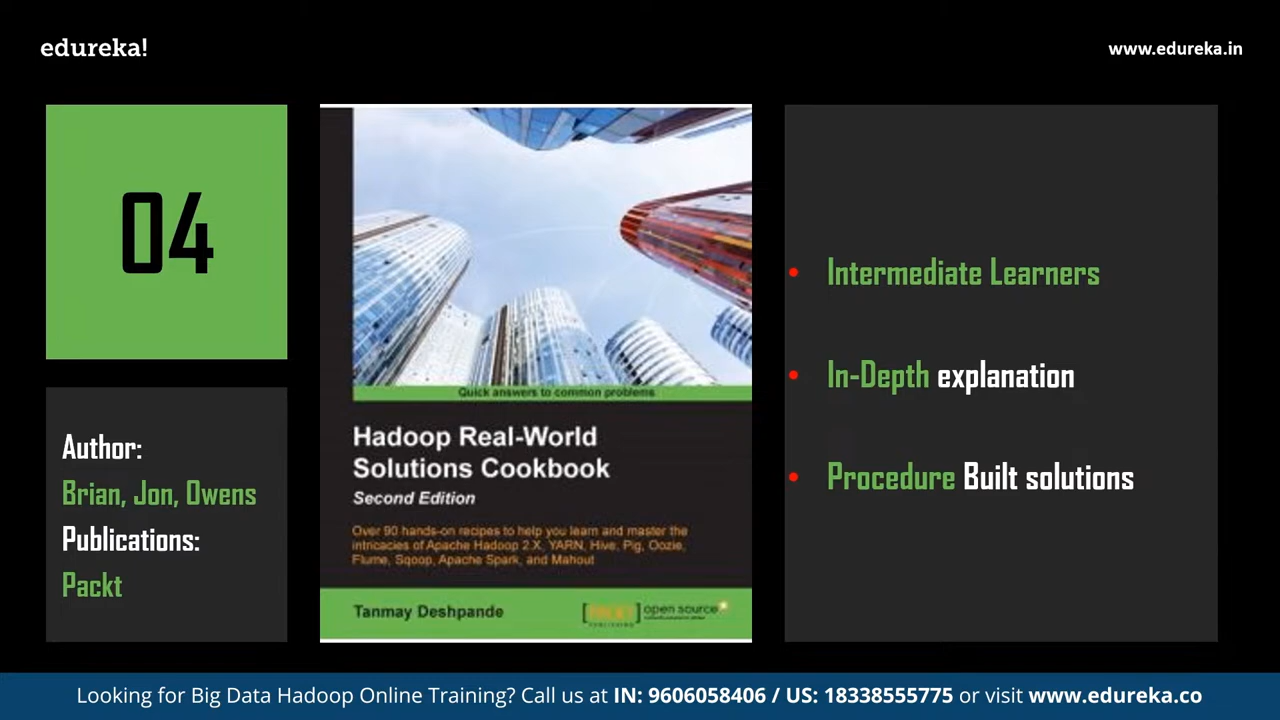 edureka!
www.edureka.in
04
Author:
Brian, Jon, Owens
Publications:
Packt
Quick answers to common problems
Hadoop Real-World
Solutions Cookbook
Second Edition
Over 90 hands-on recipes to help you learn and master the
intricacies of Apache Hadoop 2.X, YARN, Hive, Pig, Oozie,
Flume, Sqoop, Apache Spark, and Mahout
Tanmay Deshpande
open source
• Intermediate Learners
• In-Depth explanation
• Procedure Built solutions
Looking for Big Data Hadoop Online Training? Call us at IN: 9606058406 / US: 18338555775 or visit www.edureka.co